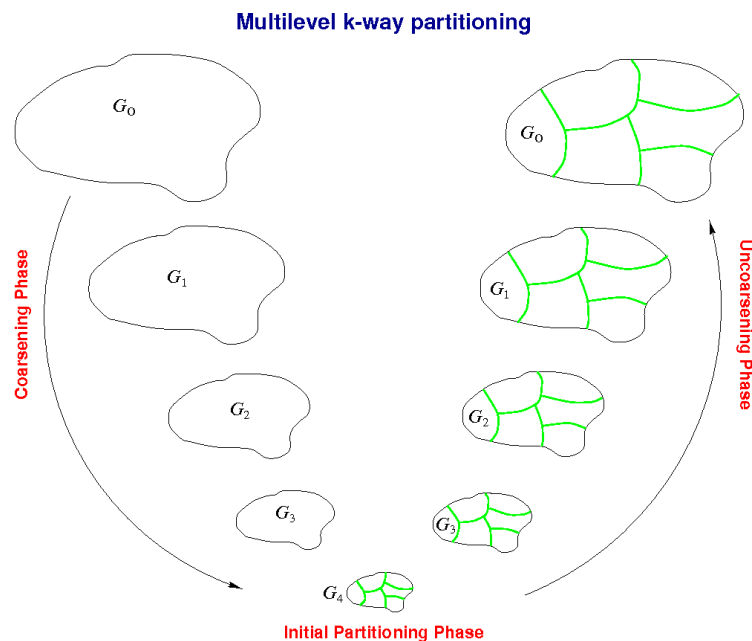 Multilevel k-way partitioning
G0
G0
Coarsening Phase
Uncoarsening Phase
G1
G1
G2
G2
G3
G3
G4
Initial Partitioning Phase